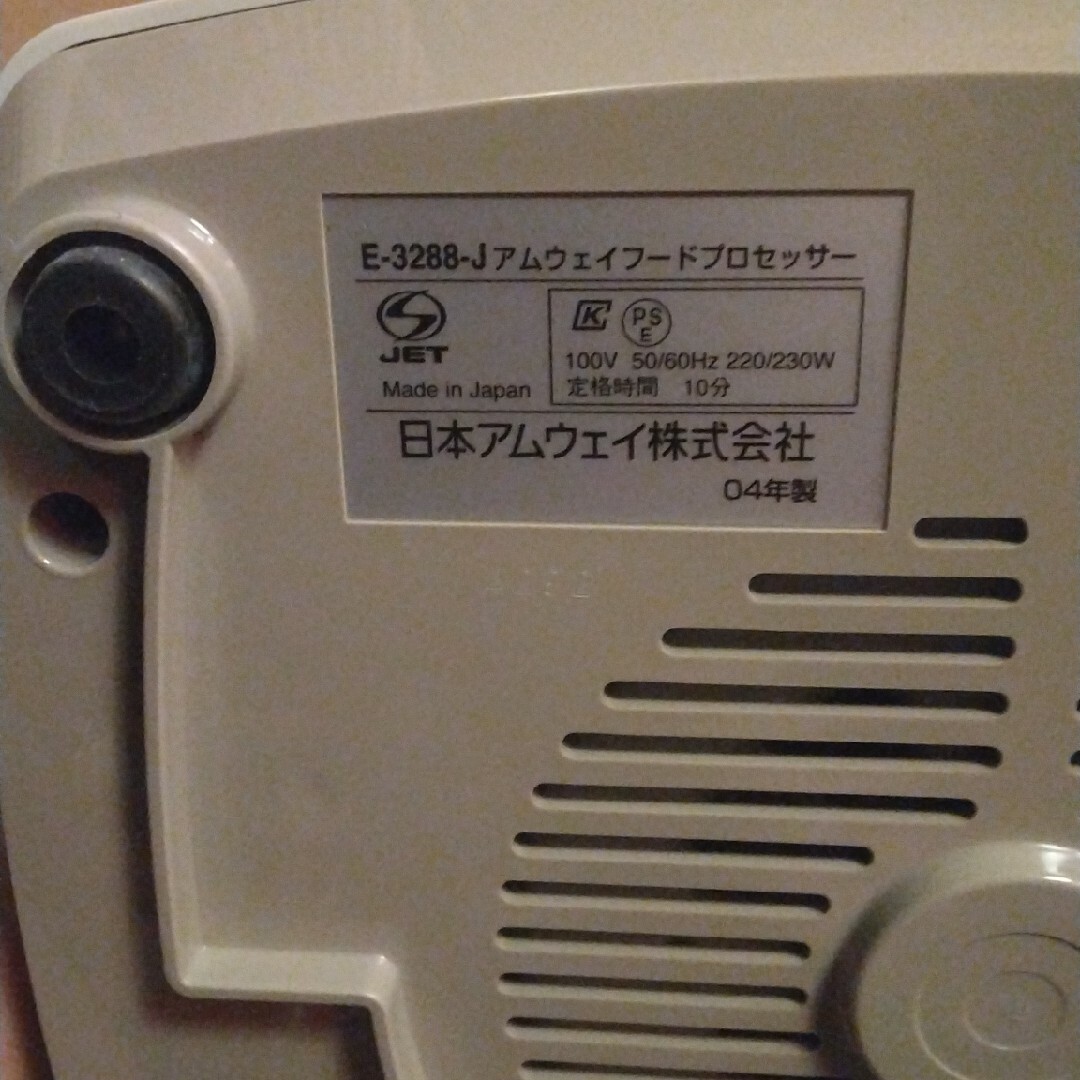 E-3288-Jアムウェイフードプロセッサー
JET
Made in Japan
K PSE
100V 50/60Hz 220/230W
定格時間 10分
日本アムウェイ株式会社
04年製